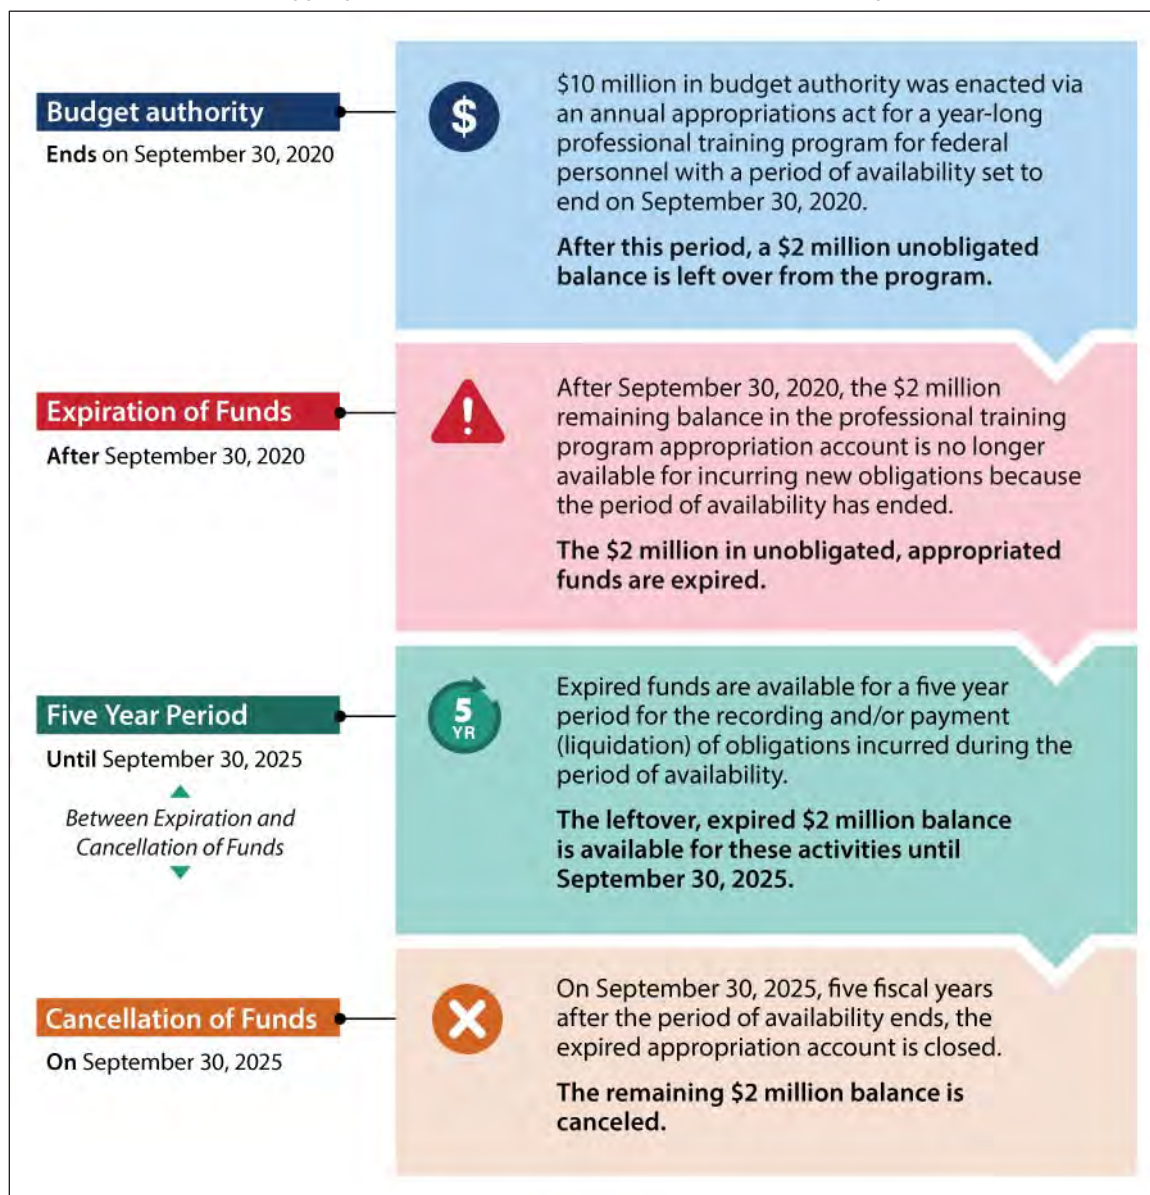 Budget authority
Ends on September 30, 2020
$
$10 million in budget authority was enacted via
an annual appropriations act for a year-long
professional training program for federal
personnel with a period of availability set to
end on September 30, 2020.
After this period, a $2 million unobligated
balance is left over from the program.
Expiration of Funds
After September 30, 2020
!
After September 30, 2020, the $2 million
remaining balance in the professional training
program appropriation account is no longer
available for incurring new obligations because
the period of availability has ended.
The $2 million in unobligated, appropriated
funds are expired.
Five Year Period
Until September 30, 2025
Between Expiration and
Cancellation of Funds
5
YR
Expired funds are available for a five year
period for the recording and/or payment
(liquidation) of obligations incurred during the
period of availability.
The leftover, expired $2 million balance
is available for these activities until
September 30, 2025.
Cancellation of Funds
On September 30, 2025
On September 30, 2025, five fiscal years
after the period of availability ends, the
expired appropriation account is closed.
The remaining $2 million balance is
canceled.